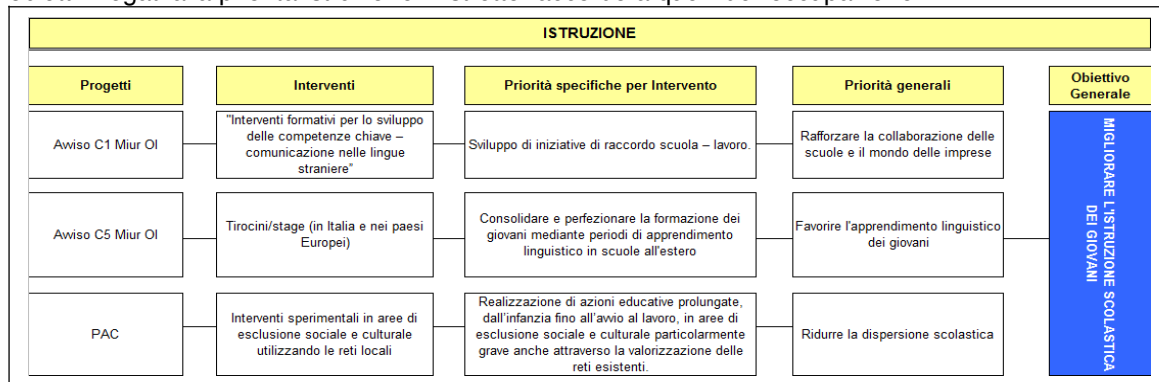 ISTRUZIONE
Progetti
Interventi
Priorità specifiche per Intervento
Priorità generali
Obiettivo
Generale
Avviso C1 Miur OI
"Interventi formativi per lo sviluppo
delle competenze chiave –
comunicazione nelle lingue
straniere"
Sviluppo di iniziative di raccordo scuola – lavoro.
Rafforzare la collaborazione delle
scuole e il mondo delle imprese
Avviso C5 Miur OI
Tirocini/stage (in Italia e nei paesi
Europei)
Consolidare e perfezionare la formazione dei
giovani mediante periodi di apprendimento
linguistico in scuole all'estero
Favorire l'apprendimento linguistico
dei giovani
PAC
Interventi sperimentali in aree di
esclusione sociale e culturale
utilizzando le reti locali
Realizzazione di azioni educative prolungate,
dall'infanzia fino all'avvio al lavoro, in aree di
esclusione sociale e culturale particolarmente
grave anche attraverso la valorizzazione delle
reti esistenti.
Ridurre la dispersione scolastica
MIGLIORARE L'ISTRUZIONE SCOLASTICA
DEI GIOVANI